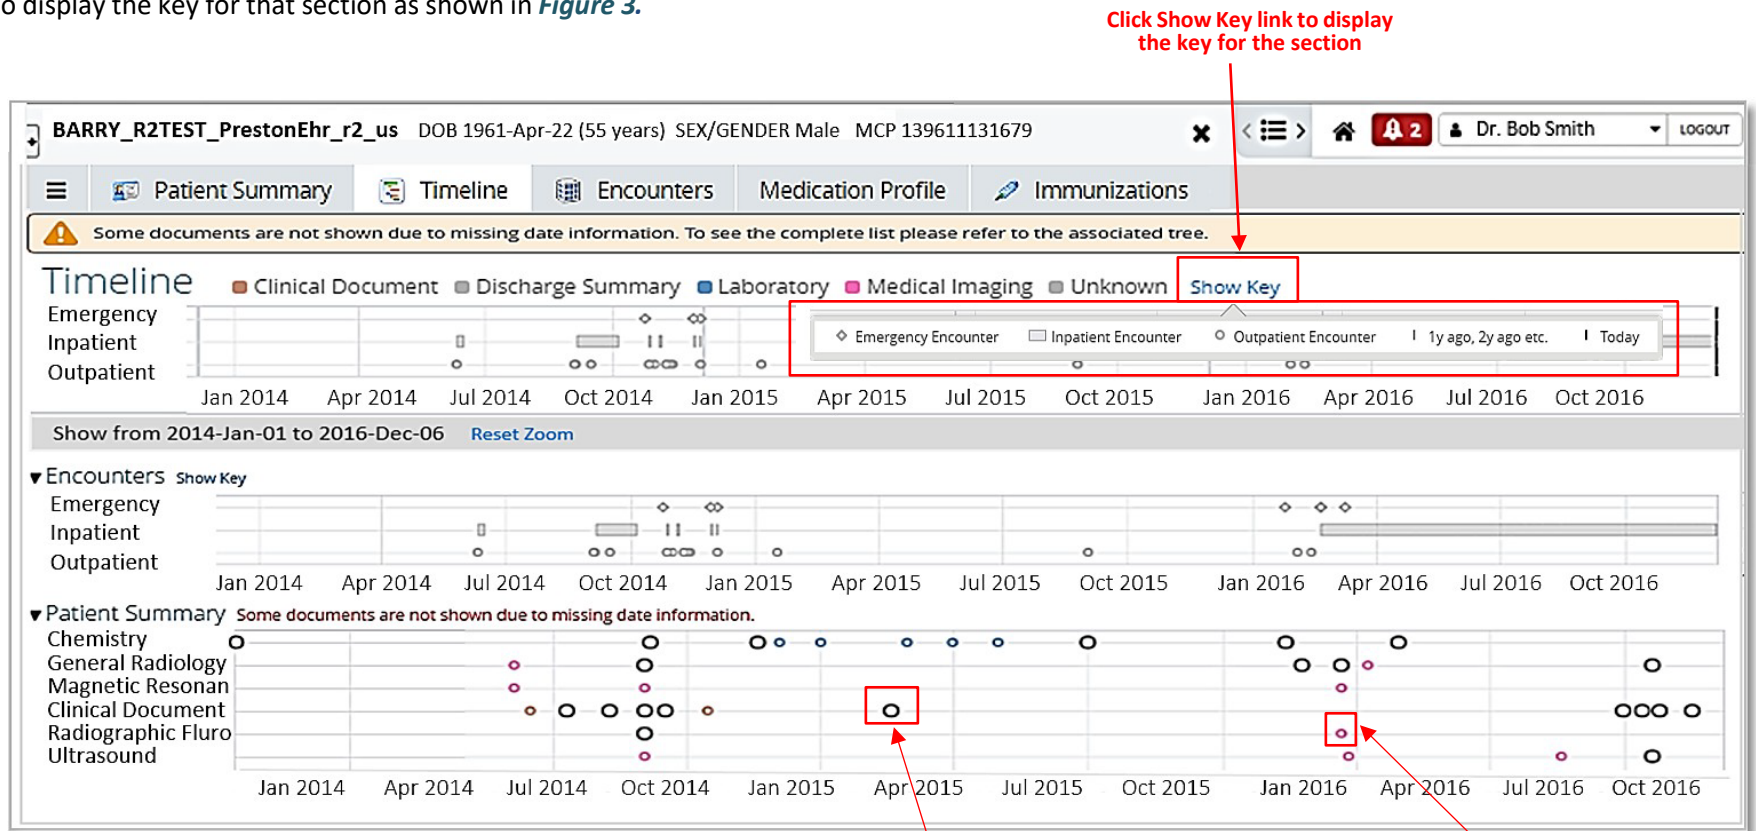 o display the key for that section as shown in Figure 3.
Click Show Key link to display
the key for the section
BARRY_R2TEST_PrestonEhr_r2_us DOB 1961-Apr-22 (55 years) SEX/GENDER Male MCP 139611131679
2 Dr. Bob Smith LOGOUT
Patient Summary Timeline Encounters Medication Profile Immunizations
Some documents are not shown due to missing date information. To see the complete list please refer to the associated tree.
Timeline Clinical Document Discharge Summary Laboratory Medical Imaging Unknown Show Key
Emergency
Inpatient
Outpatient
Emergency Encounter Inpatient Encounter Outpatient Encounter 1y ago, 2y ago etc. Today
Jan 2014 Apr 2014 Jul 2014 Oct 2014 Jan 2015 Apr 2015 Jul 2015 Oct 2015 Jan 2016 Apr 2016 Jul 2016 Oct 2016
Show from 2014-Jan-01 to 2016-Dec-06 Reset Zoom
Encounters Show Key
Emergency
Inpatient
Outpatient
Jan 2014 Apr 2014 Jul 2014 Oct 2014 Jan 2015 Apr 2015 Jul 2015 Oct 2015 Jan 2016 Apr 2016 Jul 2016 Oct 2016
Patient Summary Some documents are not shown due to missing date information.
Chemistry
General Radiology
Magnetic Resonan
Clinical Document
Radiographic Fluro
Ultrasound
Jan 2014 Apr 2014 Jul 2014 Oct 2014 Jan 2015 Apr 2015 Jul 2015 Oct 2015 Jan 2016 Apr 2016 Jul 2016 Oct 2016